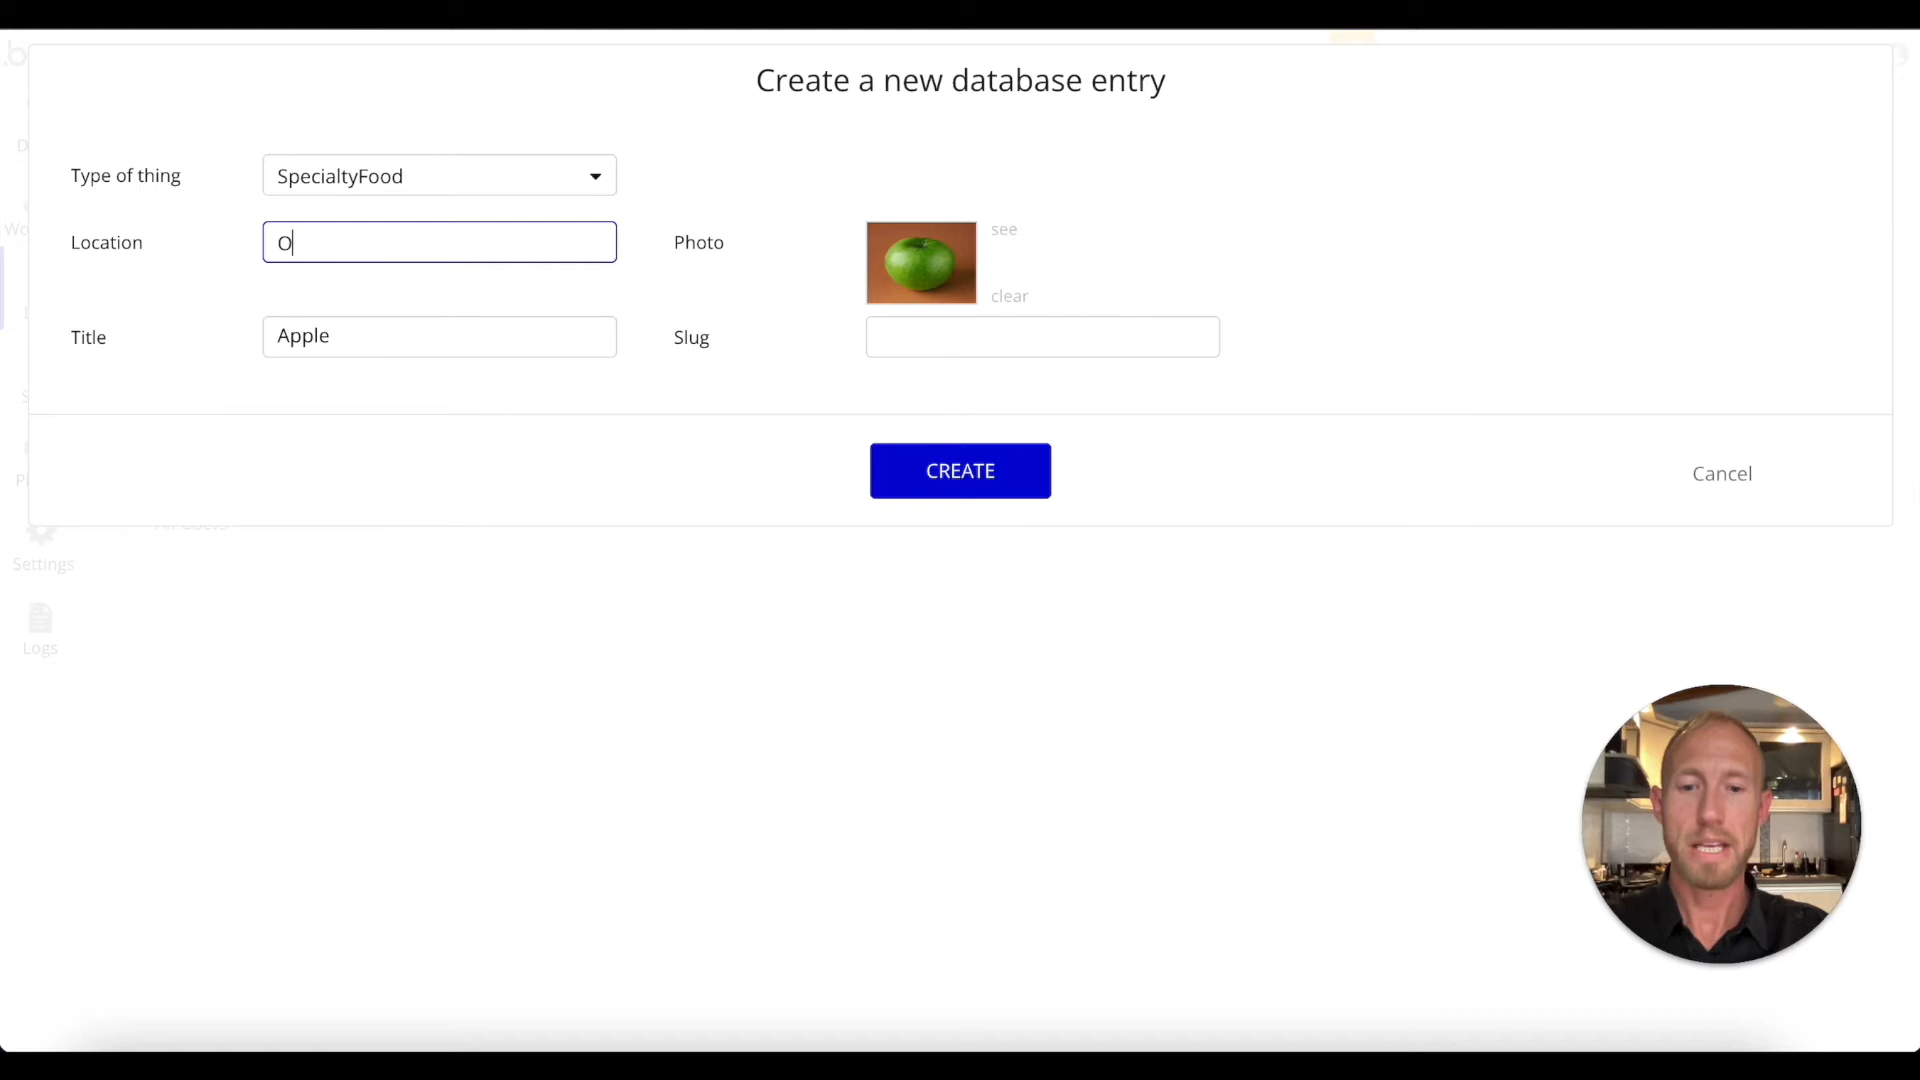 .b
Create a new database entry
Type of thing
SpecialtyFood
Location
O
Photo
see
clear
Title
Apple
Slug
CREATE
Cancel
Settings
Logs